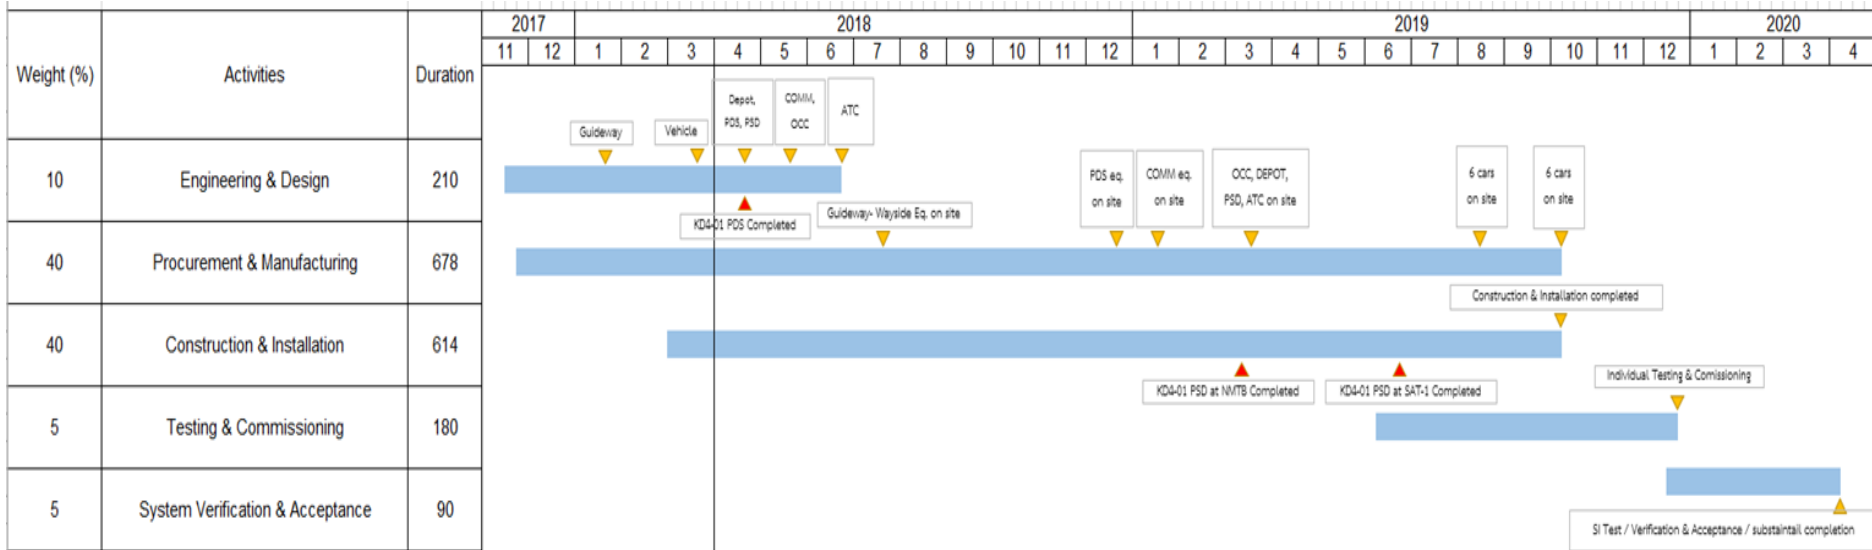 2017 2018 2019 2020
Weight (%) Activities Duration 11 12 1 2 3 4 5 6 7 8 9 10 11 12 1 2 3 4 5 6 7 8 9 10 11 12 1 2 3 4
Guideway
Vehicle
Depot,
PDS, PSD
COMM,
OCC
ATC
10 Engineering & Design 210
KD4-01 PDS Completed
Guideway- Wayside Eq. on site
PDS eq.
on site
COMM eq.
on site
OCC, DEPOT,
PSD, ATC on site
6 cars
on site
6 cars
on site
40 Procurement & Manufacturing 678
Construction & Installation completed
40 Construction & Installation 614
KD4-01 PSD at NMTB Completed
KD4-01 PSD at SAT-1 Completed
Individual Testing & Comissioning
5 Testing & Commissioning 180
5 System Verification & Acceptance 90
SI Test / Verification & Acceptance / substaintail completion